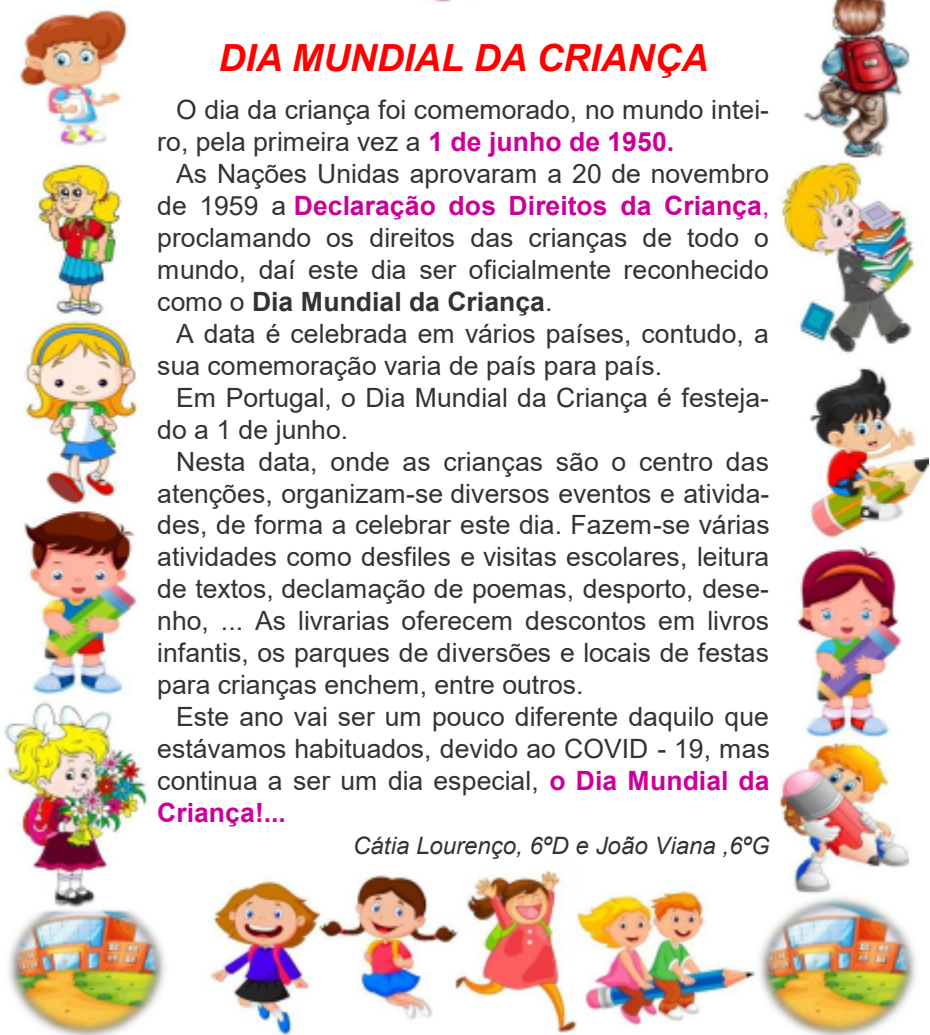 DIA MUNDIAL DA CRIANÇA
O dia da criança foi comemorado, no mundo intei-
ro, pela primeira vez a 1 de junho de 1950.
As Nações Unidas aprovaram a 20 de novembro
de 1959 a Declaração dos Direitos da Criança,
proclamando os direitos das crianças de todo o
mundo, daí este dia ser oficialmente reconhecido
como o Dia Mundial da Criança.
A data é celebrada em vários países, contudo, a
sua comemoração varia de país para país.
Em Portugal, o Dia Mundial da Criança é festeja-
do a 1 de junho.
Nesta data, onde as crianças são o centro das
atenções, organizam-se diversos eventos e ativida-
des, de forma a celebrar este dia. Fazem-se várias
atividades como desfiles e visitas escolares, leitura
de textos, declamação de poemas, desporto, dese-
nho, ... As livrarias oferecem descontos em livros
infantis, os parques de diversões e locais de festas
para crianças enchem, entre outros.
Este ano vai ser um pouco diferente daquilo que
estávamos habituados, devido ao COVID - 19, mas
continua a ser um dia especial, o Dia Mundial da
Criança!...
Cátia Lourenço, 6ºD e João Viana ,6ºG